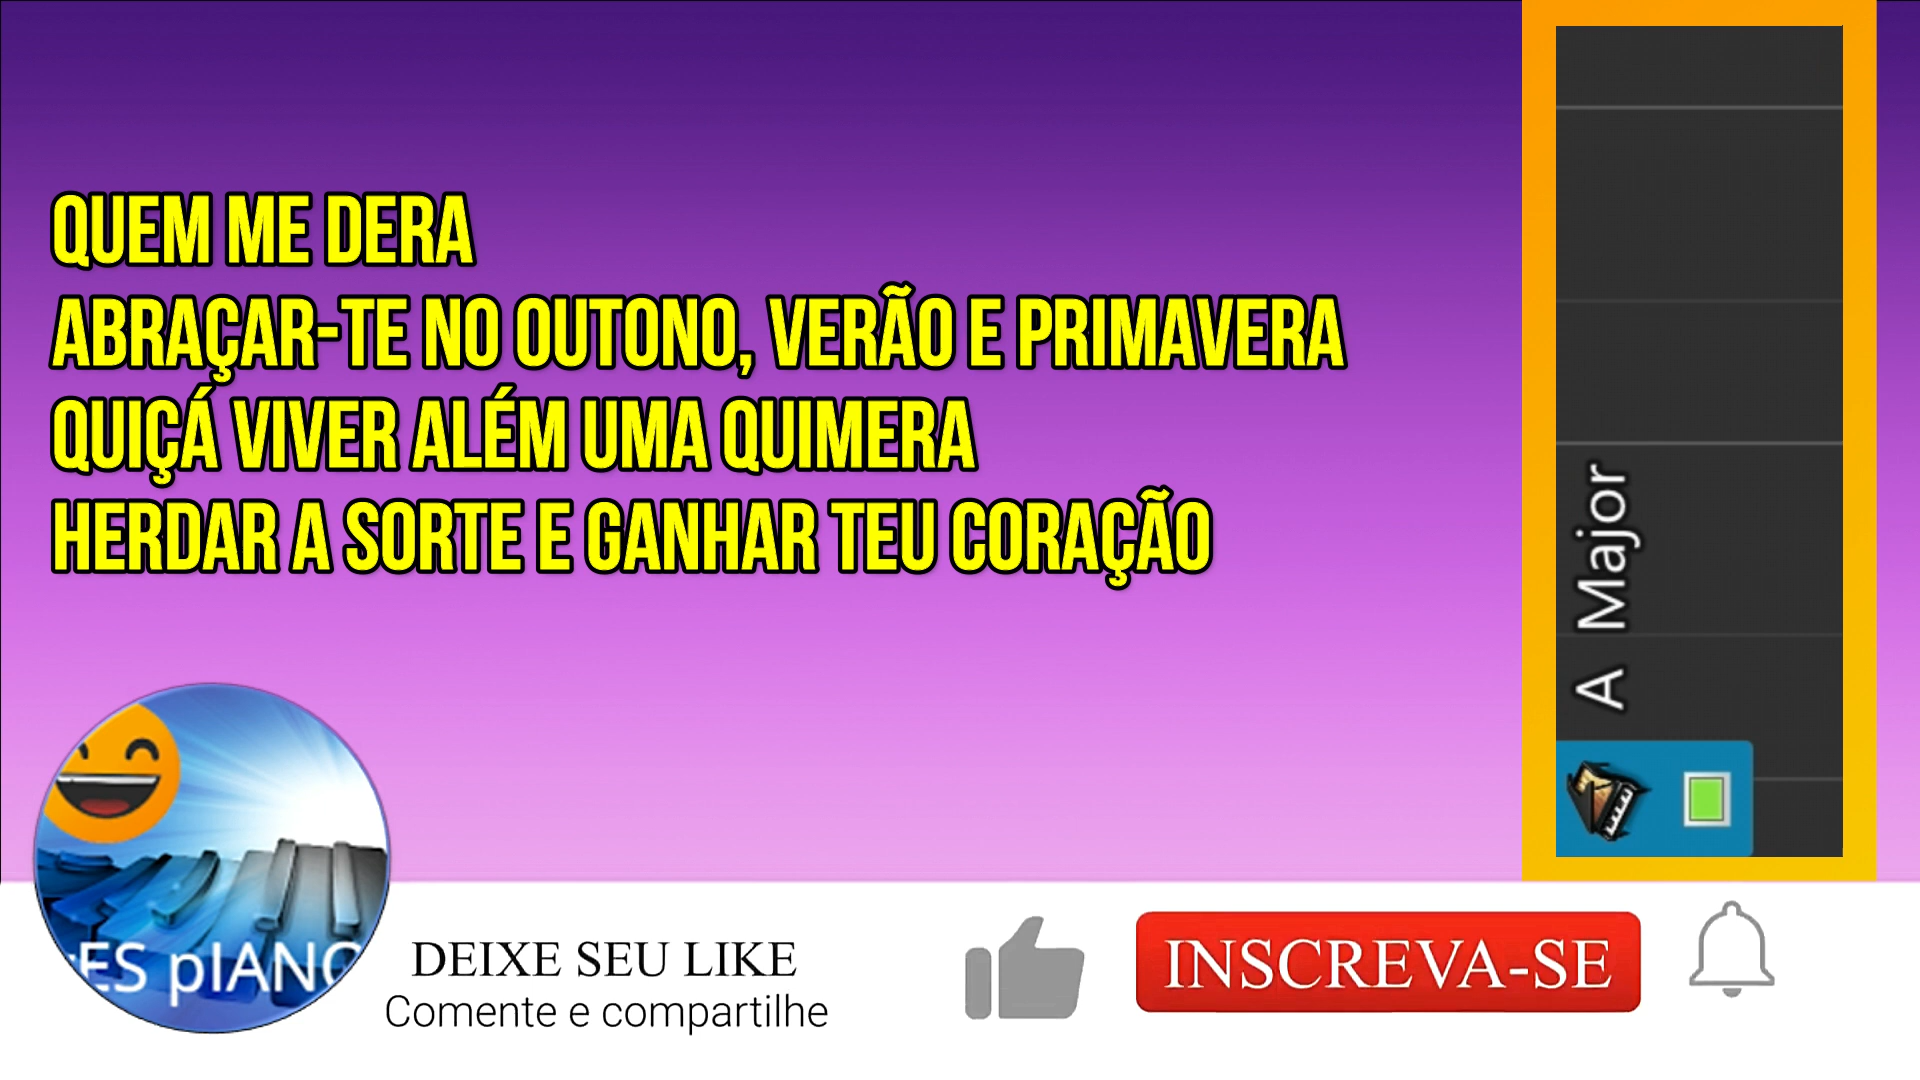 QUEM ME DERA
ABRAÇAR-TE NO OUTONO, VERÃO E PRIMAVERA
QUIÇÁ VIVER ALÉM UMA QUIMERA
HERDAR A SORTE E GANHAR TEU CORAÇÃO
A Major
ES pIANO
DEIXE SEU LIKE
Comente e compartilhe
INSCREVA-SE